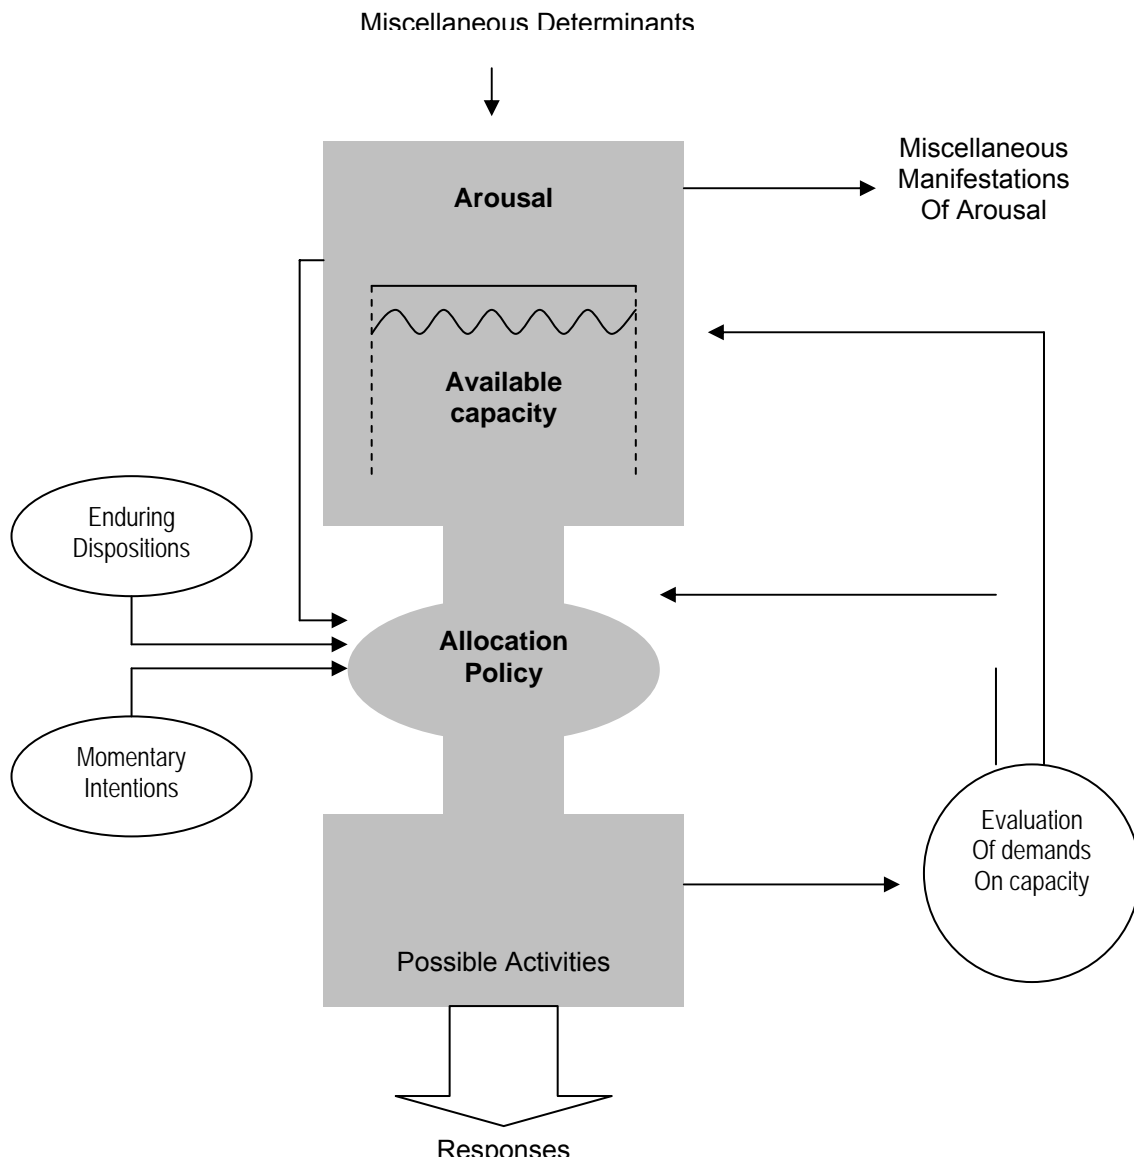 Miscellaneous Determinants
Miscellaneous
Manifestations
Of Arousal
Arousal
Available
capacity
Enduring
Dispositions
Allocation
Policy
Momentary
Intentions
Evaluation
Of demands
On capacity
Possible Activities
Responses